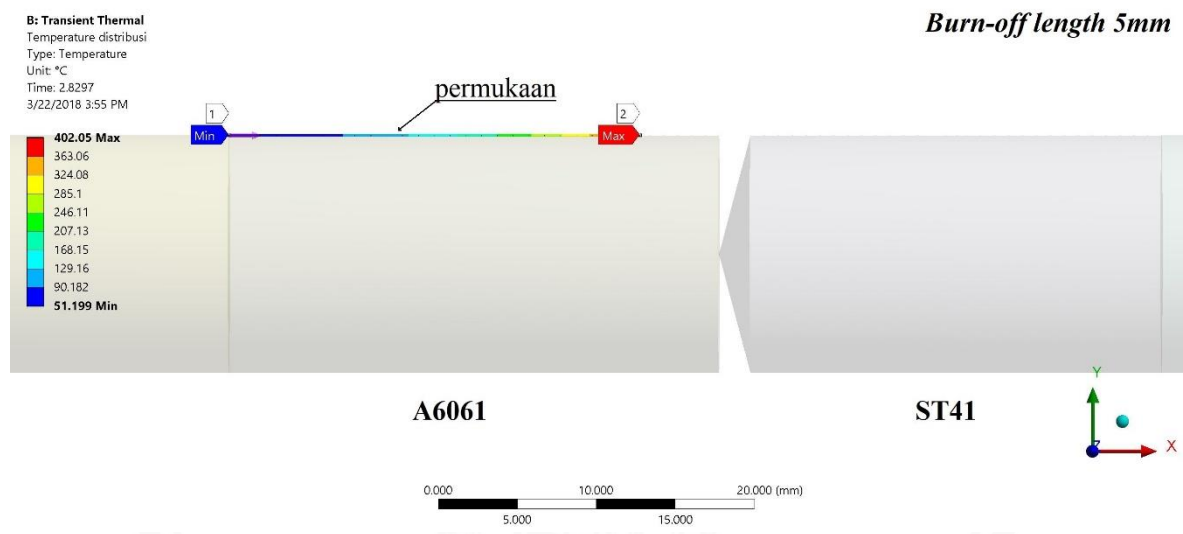 B: Transient Thermal
Temperature distribusi
Type: Temperature
Unit: °C
Time: 2.8297
3/22/2018 3:55 PM
Burn-off length 5mm
permukaan
1
2
Min
Max
402.05 Max
363.06
324.08
285.1
246.11
207.13
168.15
129.16
90.182
51.199 Min
A6061
ST41
Y
Z
X
0.000 10.000 20.000 (mm)
5.000 15.000